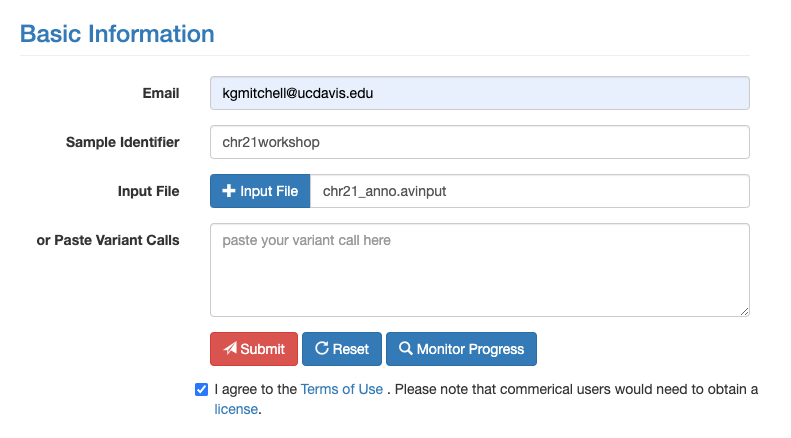 Basic Information
Email kgmitchell@ucdavis.edu
Sample Identifier chr21workshop
Input File Input File chr21_anno.avinput
or Paste Variant Calls paste your variant call here
Submit Reset Monitor Progress
I agree to the Terms of Use . Please note that commerical users would need to obtain a
license.